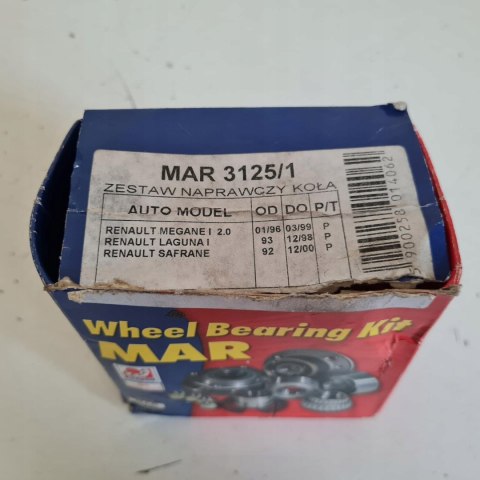 MAR 3125/1
ZESTAW NAPRAWCZY KOŁA
AUTO MODEL OD DO P/T
RENAULT MEGANE I 2.0 01/96 03/99 P
RENAULT LAGUNA I 93 12/98 P
RENAULT SAFRANE 92 12/00 P
Wheel Bearing Kit
MAR